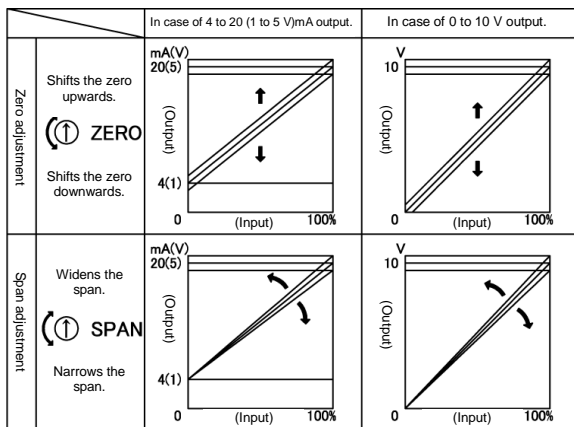 In case of 4 to 20 (1 to 5 V)mA output.
In case of 0 to 10 V output.
Zero adjustment
Shifts the zero
upwards.
ZERO
Shifts the zero
downwards.
mA(V)
20(5)
(Output)
4(1)
0
(Input)
100%
V
10
(Output)
0
(Input)
100%
Span adjustment
Widens the
span.
SPAN
Narrows the
span.
mA(V)
20(5)
(Output)
4(1)
0
(Input)
100%
V
10
(Output)
0
(Input)
100%